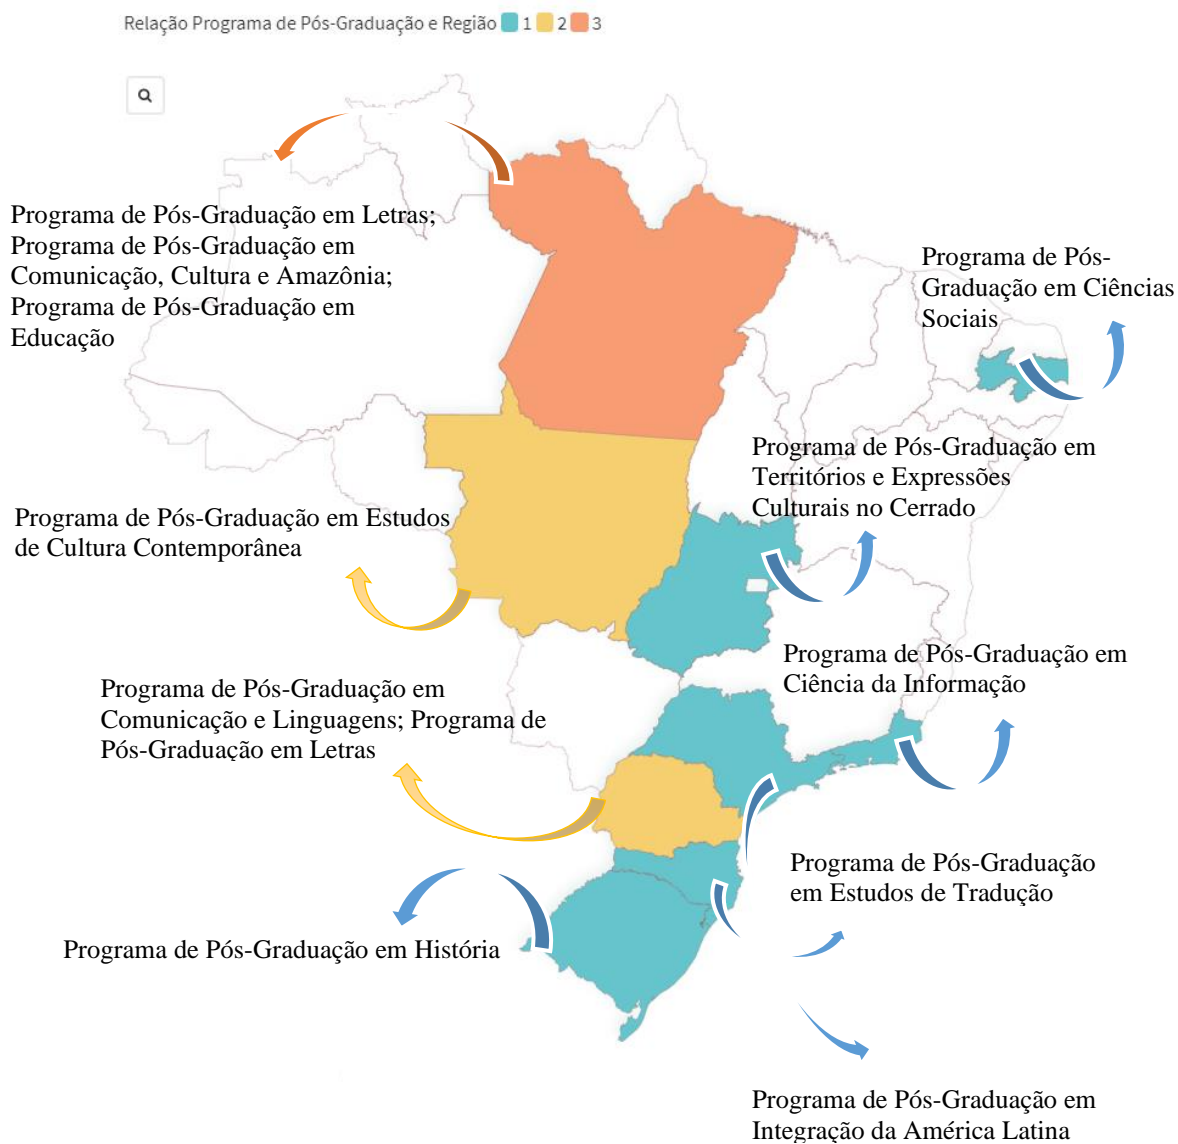 Relação Programa de Pós-Graduação e Região 1 2 3
Programa de Pós-Graduação em Letras;
Programa de Pós-Graduação em
Comunicação, Cultura e Amazônia;
Programa de Pós-Graduação em
Educação
Programa de Pós-
Graduação em Ciências
Sociais
Programa de Pós-Graduação em
Territórios e Expressões
Culturais no Cerrado
Programa de Pós-Graduação em Estudos
de Cultura Contemporânea
Programa de Pós-Graduação em
Ciência da Informação
Programa de Pós-Graduação em
Comunicação e Linguagens; Programa de
Pós-Graduação em Letras
Programa de Pós-Graduação
em Estudos de Tradução
Programa de Pós-Graduação em História
Programa de Pós-Graduação em
Integração da América Latina